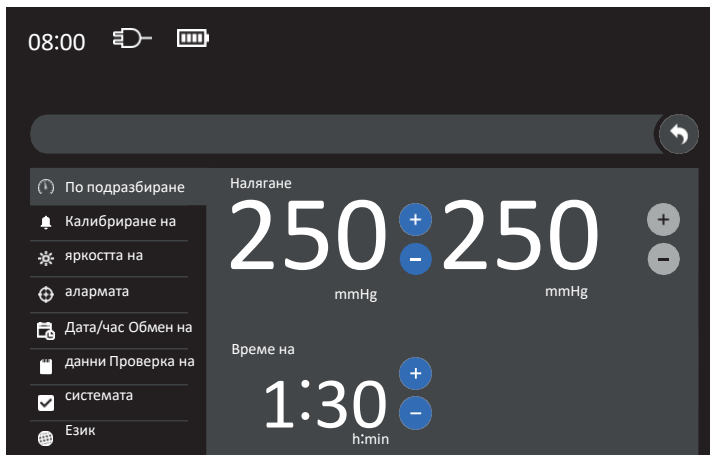 08:00
По подразбиране
Калибриране на
яркостта на
алармата
Дата/час Обмен на
данни Проверка на
системата
Език
Налягане
250 + 250 +
– –
mmHg mmHg
Време на
1:30 +
–
h:min